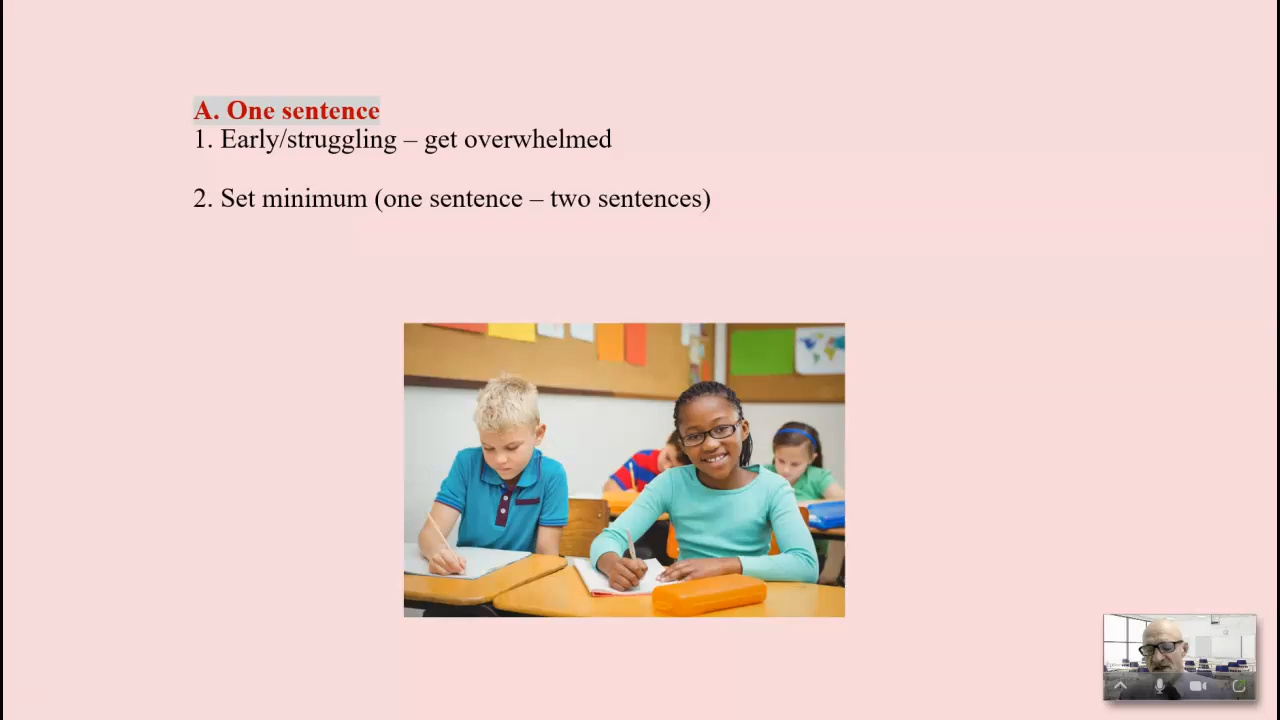 A. One sentence
1. Early/struggling – get overwhelmed
2. Set minimum (one sentence – two sentences)